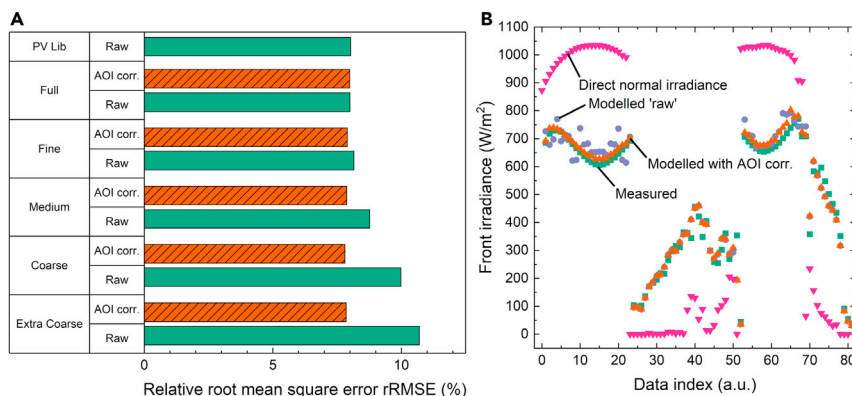 A
PV Lib Raw
Full AOI corr.
Raw
Fine AOI corr.
Raw
Medium AOI corr.
Raw
Coarse AOI corr.
Raw
Extra Coarse AOI corr.
Raw
0 5 10
Relative root mean square error rRMSE (%)
B
1100
1000
900
800
700
600
500
400
300
200
100
0
Front irradiance (W/m²)
Direct normal irradiance
Modelled 'raw'
Modelled with AOI corr.
Measured
0 10 20 30 40 50 60 70 80
Data index (a.u.)